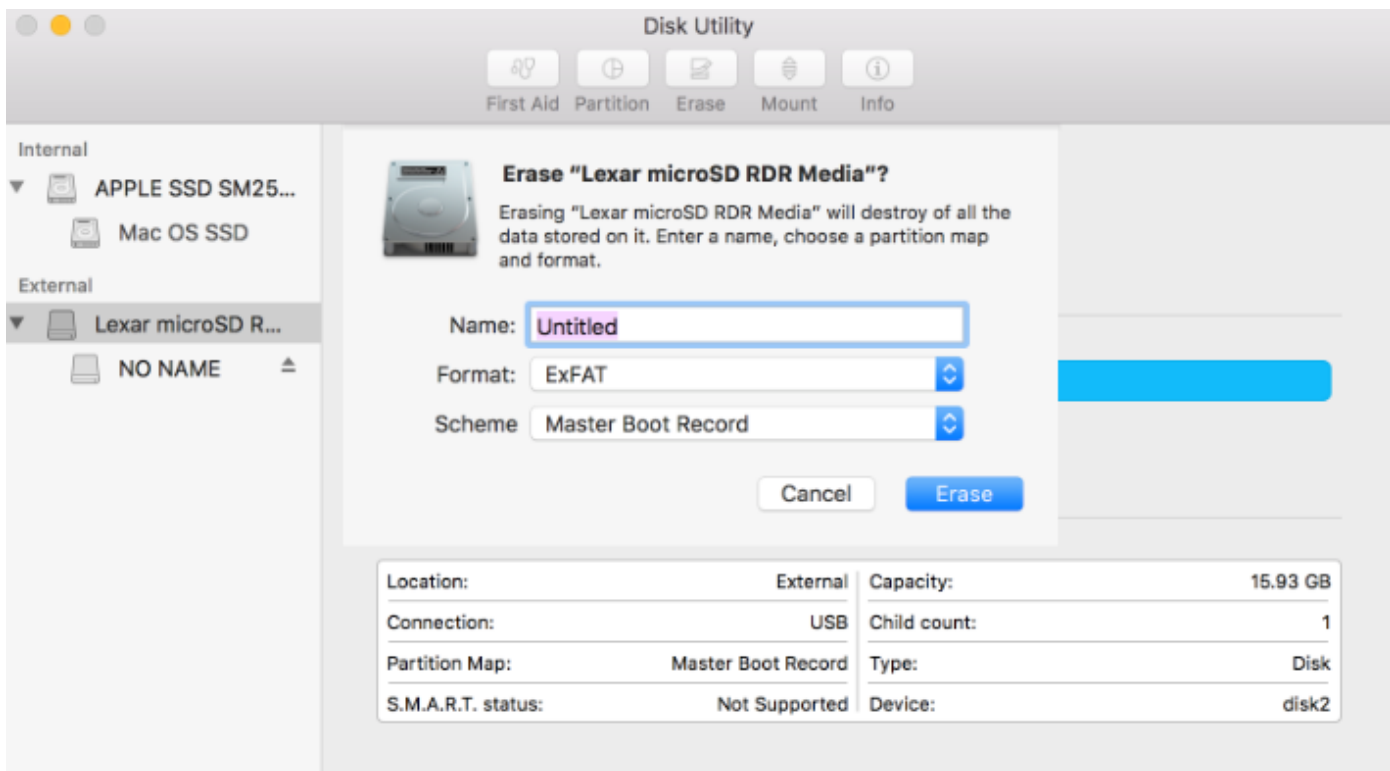 Disk Utility
First Aid Partition Erase Mount Info
Internal
APPLE SSD SM25...
Mac OS SSD
External
Lexar microSD R...
NO NAME
Erase “Lexar microSD RDR Media”?
Erasing “Lexar microSD RDR Media” will destroy of all the
data stored on it. Enter a name, choose a partition map
and format.
Name: Untitled
Format: ExFAT
Scheme Master Boot Record
Cancel Erase
Location: External Capacity: 15.93 GB
Connection: USB Child count: 1
Partition Map: Master Boot Record Type: Disk
S.M.A.R.T. status: Not Supported Device: disk2